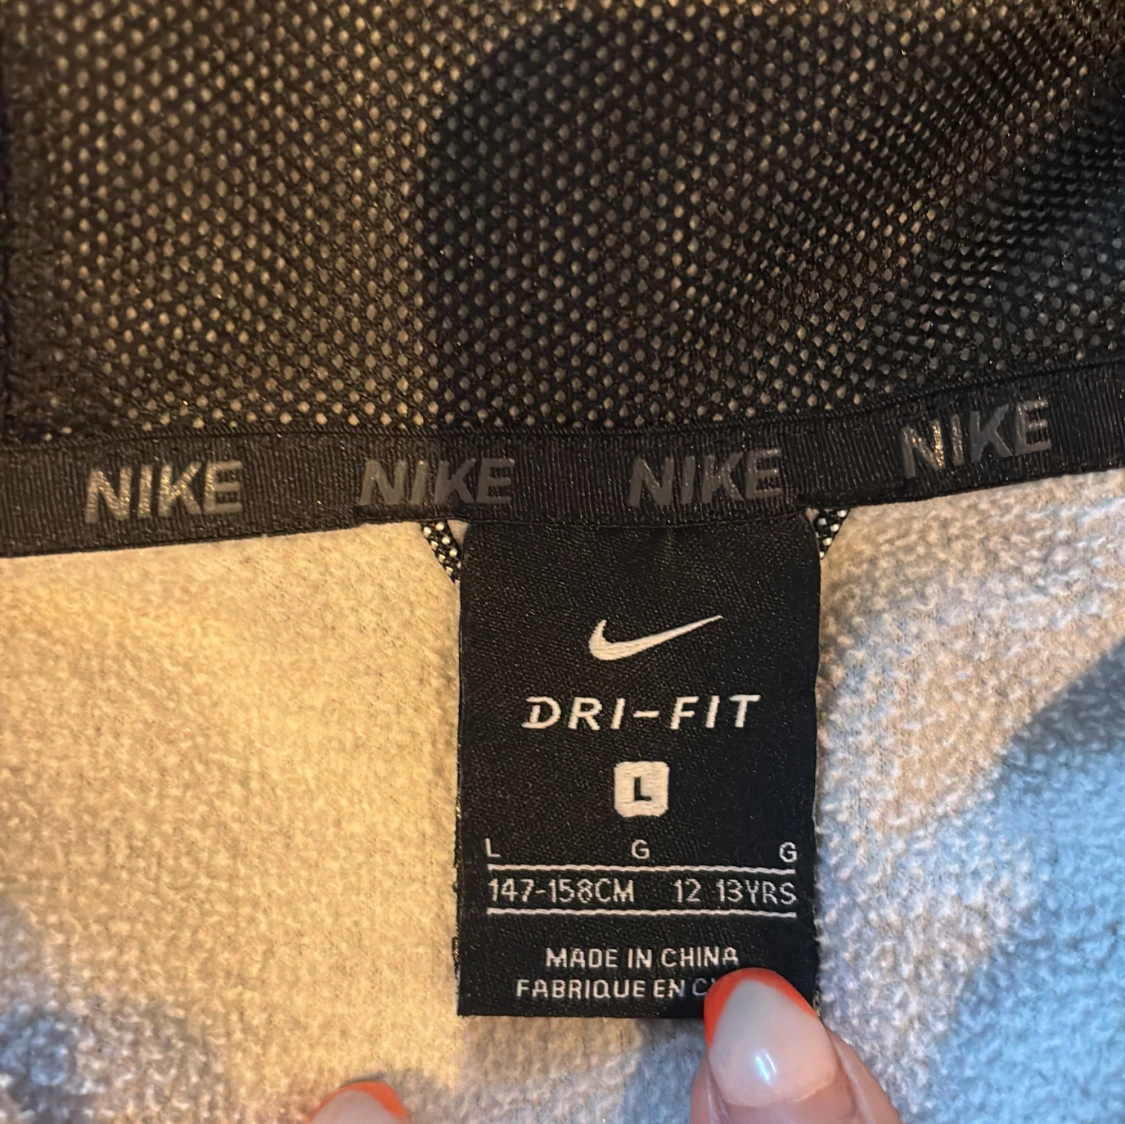 NIKE NIKE NIKE NIKE
DRI-FIT
L
L G G
147-158CM 12 13YRS
MADE IN CHINA
FABRIQUE EN